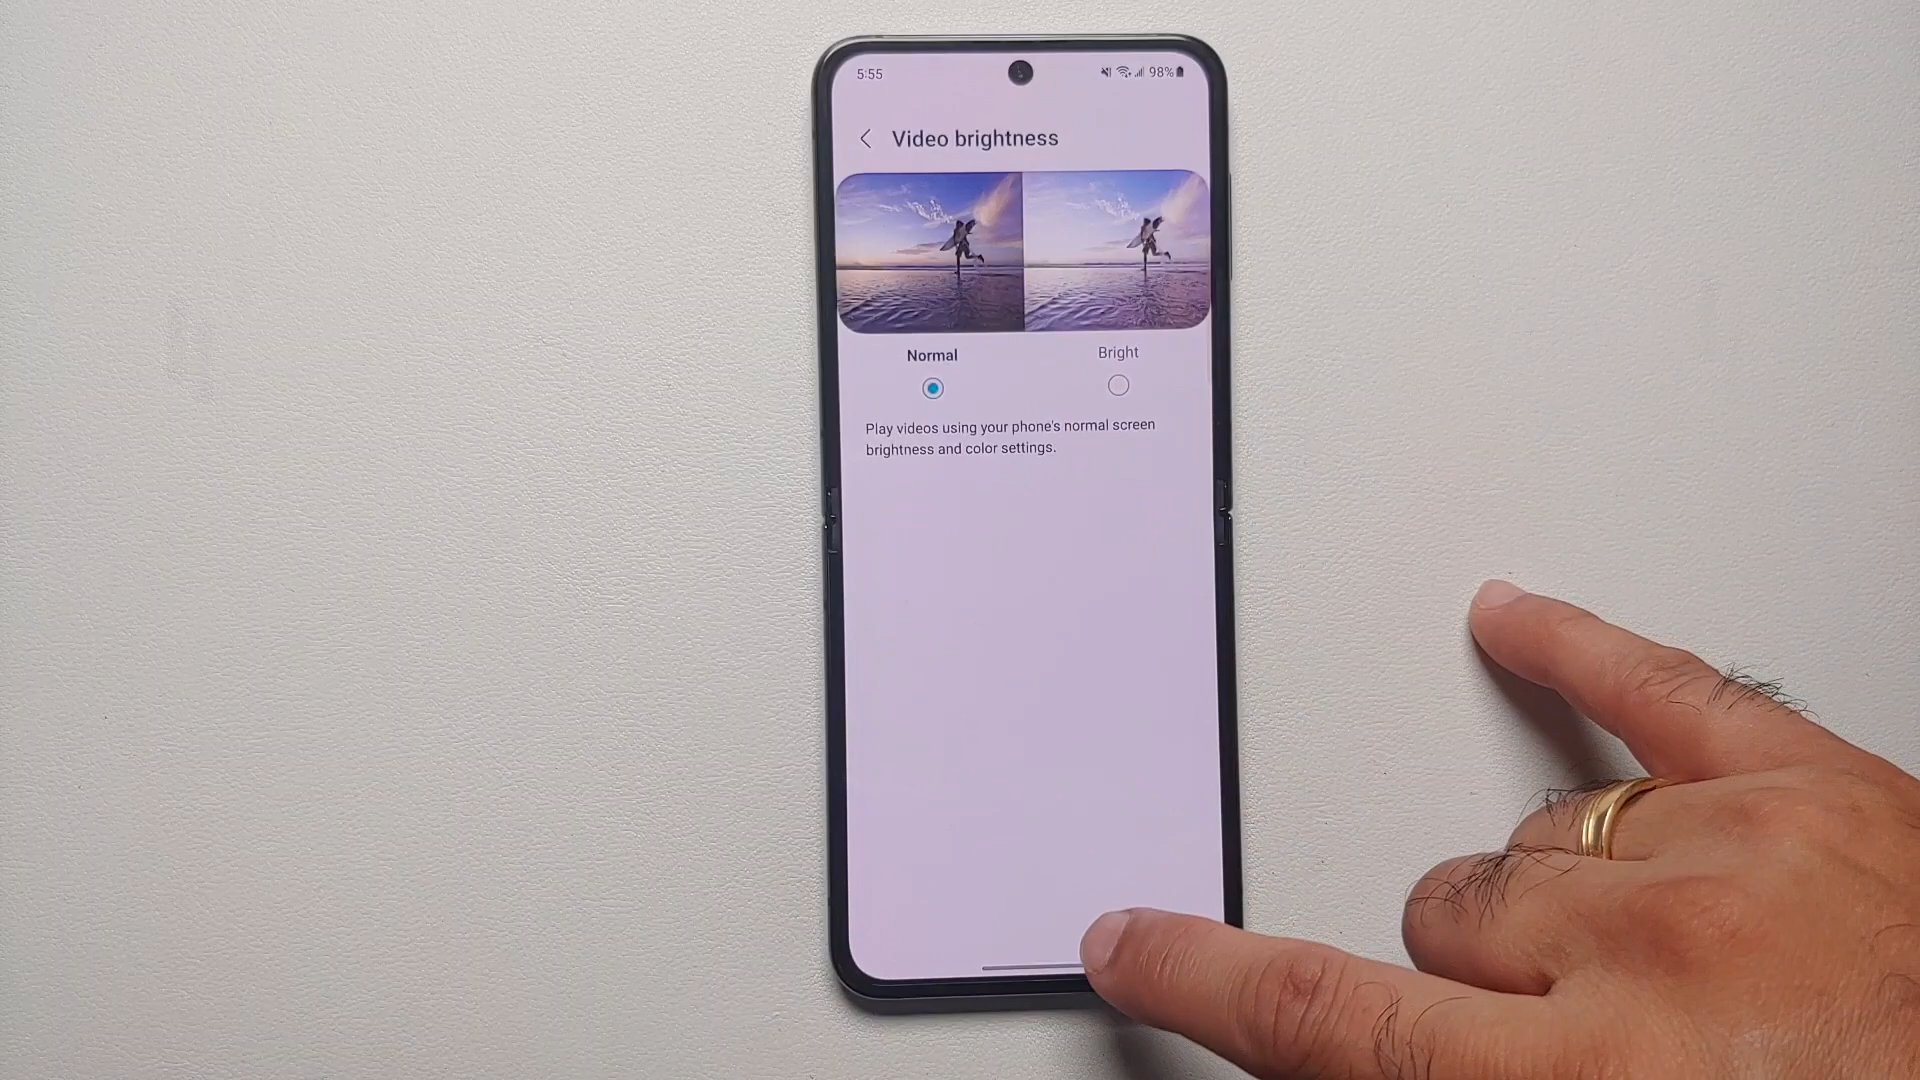 5:55
98%
Video brightness
Normal
Bright
Play videos using your phone's normal screen
brightness and color settings.